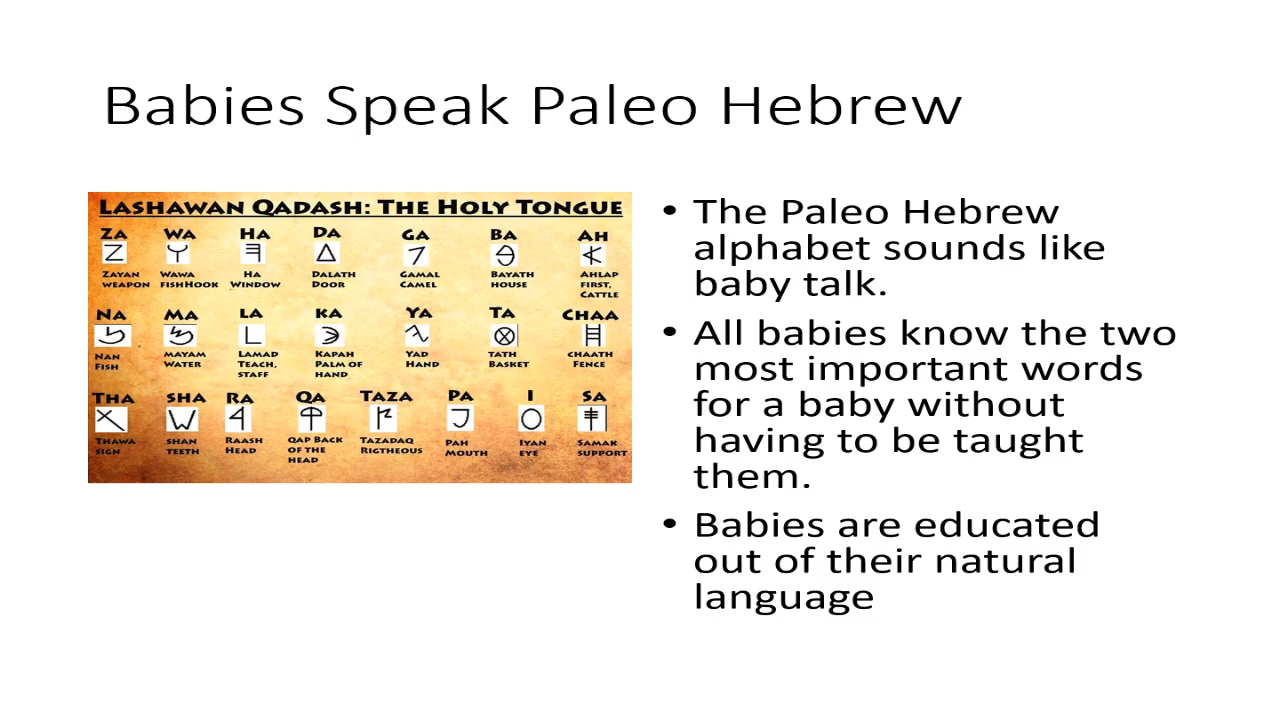 Babies Speak Paleo Hebrew
LASHAWAN QADASH: THE HOLY TONGUE
ZA WA HA DA GA BA AH
ZAYAN WAWA HA DALATH GAMAL BAYATH AHLAP
WEAPON FISHHOOK WINDOW DOOR CAMEL HOUSE FIRST,
CATTLE
NA MA LA KA YA TA CHAA
NAN MAYAM LAMAD KAPAH YAD TATH CHAATH
FISH WATER TEACH, PALM OF HAND BASKET FENCE
STAFF HAND
THA SHA RA QA TAZA PA I SA
THAWA SHAN RAASH QAP BACK TAZADAQ PAH IYAN SAMAK
SIGN TEETH HEAD OF THE RIGTHEOUS MOUTH EYE SUPPORT
HEAD
• The Paleo Hebrew
alphabet sounds like
baby talk.
• All babies know the two
most important words
for a baby without
having to be taught
them.
• Babies are educated
out of their natural
language